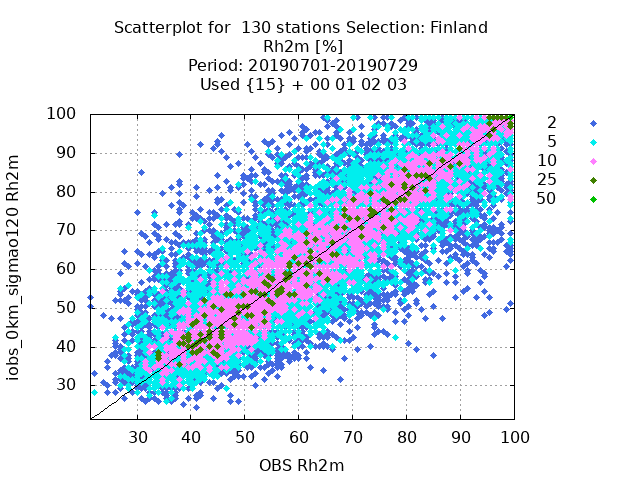 Scatterplot for  130 stations Selection: Finland
Rh2m [%]
Period: 20190701-20190729
Used {15} + 00 01 02 03
100
90
80
70
60
50
40
30
iobs_0km_sigmao120 Rh2m
30 40 50 60 70 80 90 100
OBS Rh2m
2
5
10
25
50